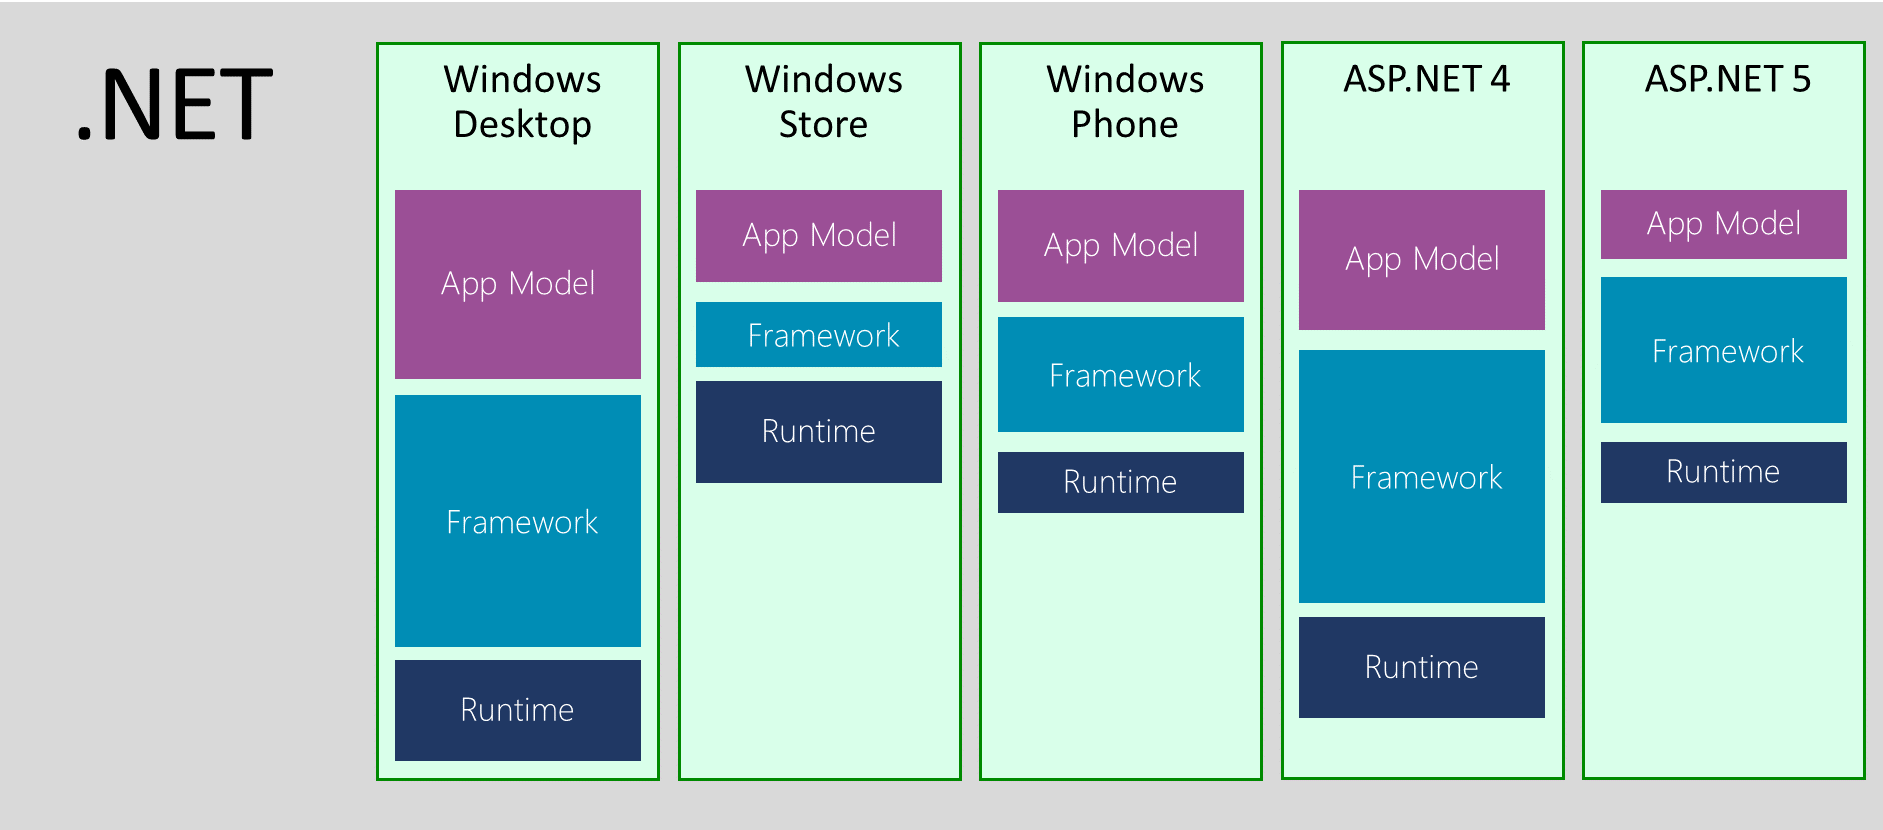 .NET
Windows
Desktop
App Model
Framework
Runtime
Windows
Store
App Model
Framework
Runtime
Windows
Phone
App Model
Framework
Runtime
ASP.NET 4
App Model
Framework
Runtime
ASP.NET 5
App Model
Framework
Runtime